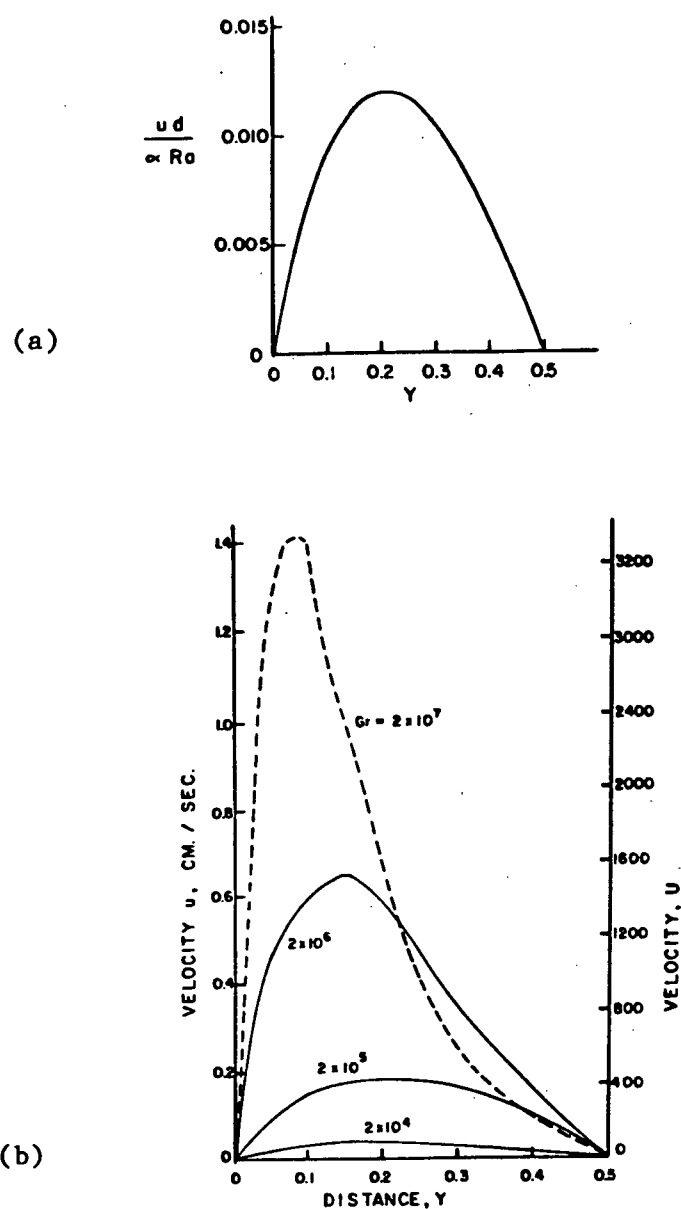 0.015
0.010
0.005
0
u d
∝ Ra
0 0.1 0.2 0.3 0.4 0.5
Y
(a)
1.4
1.2
1.0
0.8
0.6
0.4
0.2
0
VELOCITY u, CM./ SEC.
Gr = 2 x 10⁷
2 x 10⁶
2 x 10⁵
2 x 10⁴
3200
3000
2400
2000
1600
1200
800
400
0
VELOCITY, U
0 0.1 0.2 0.3 0.4 0.5
DISTANCE, Y
(b)